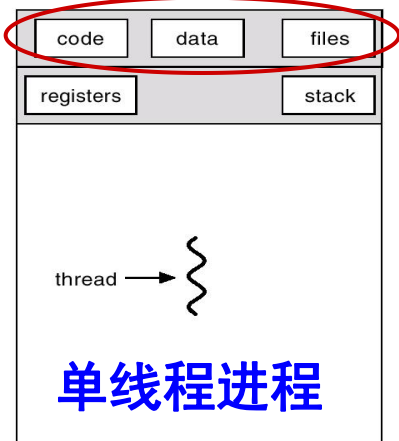 code data files
registers stack
thread
单线程进程